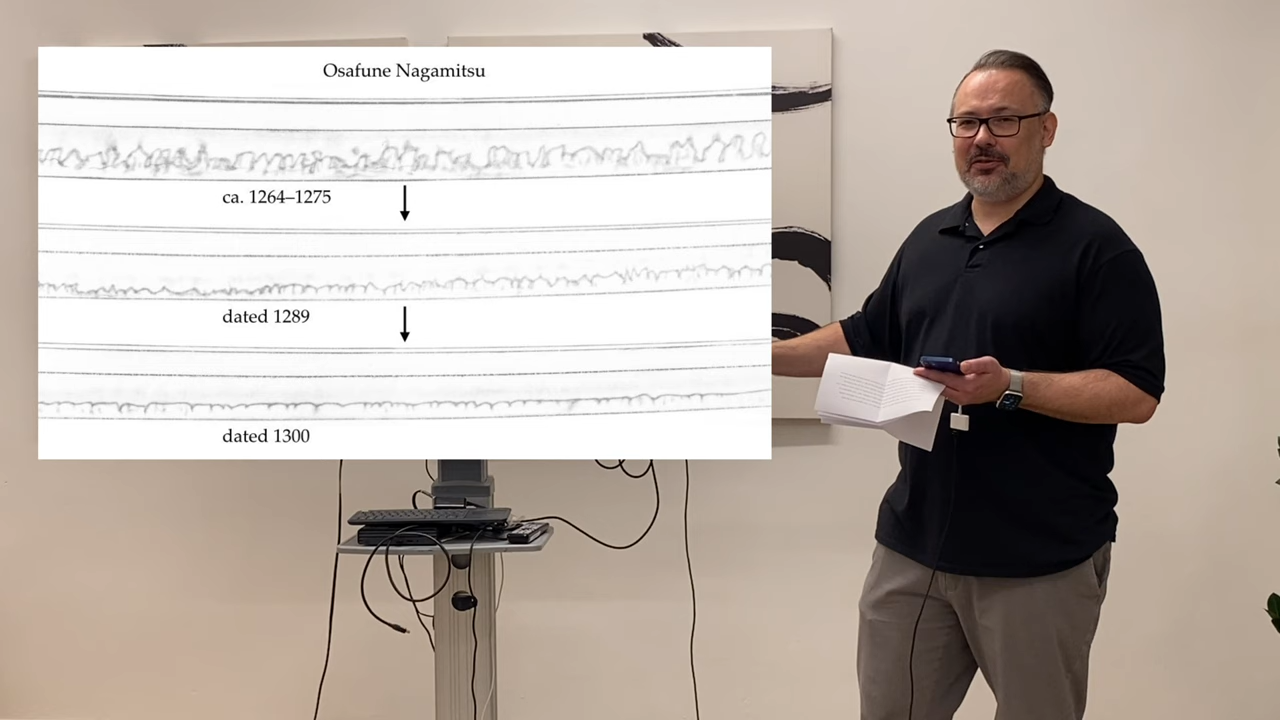 Osafune Nagamitsu
ca. 1264–1275
dated 1289
dated 1300